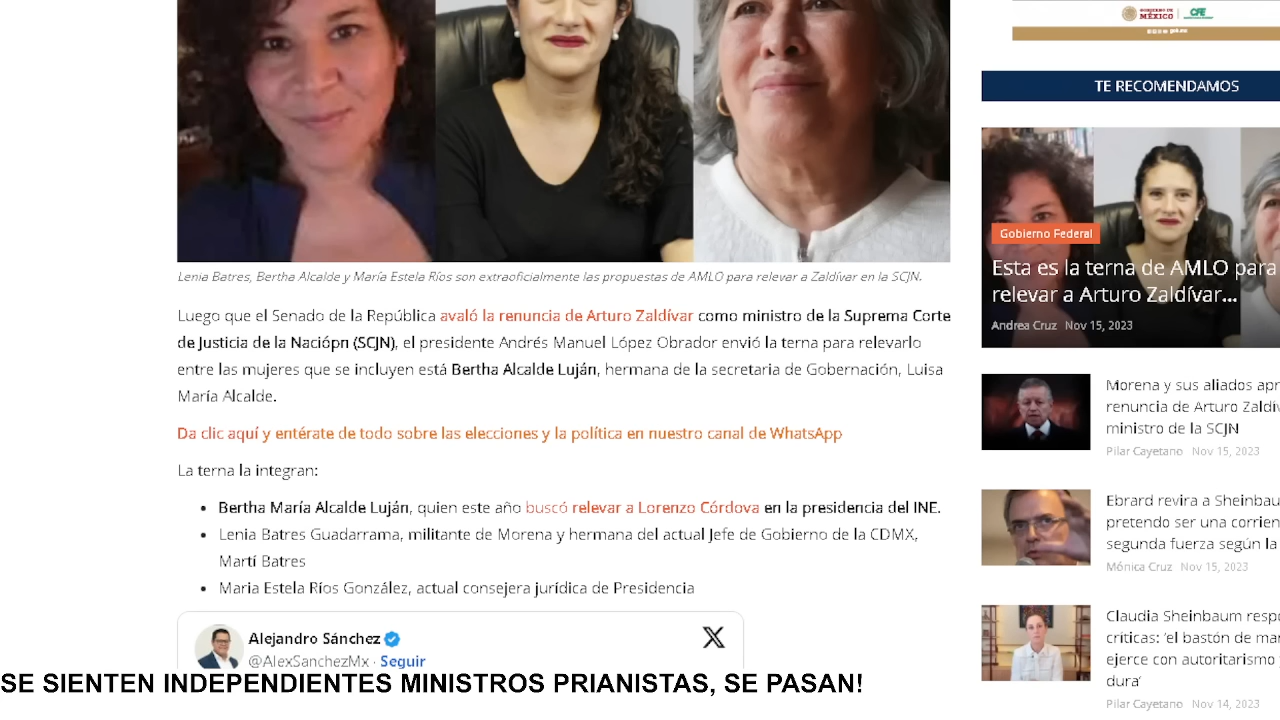 GOBIERNO DE
MÉXICO
CFE
gob.mx
Lenia Batres, Bertha Alcalde y María Estela Ríos son extraoficialmente las propuestas de AMLO para relevar a Zaldívar en la SCJN.
Luego que el Senado de la República avaló la renuncia de Arturo Zaldívar como ministro de la Suprema Corte
de Justicia de la Naciópn (SCJN), el presidente Andrés Manuel López Obrador envió la terna para relevarlo
entre las mujeres que se incluyen está Bertha Alcalde Luján, hermana de la secretaria de Gobernación, Luisa
María Alcalde.
Da clic aquí y entérate de todo sobre las elecciones y la política en nuestro canal de WhatsApp
La terna la integran:
Bertha María Alcalde Luján, quien este año buscó relevar a Lorenzo Córdova en la presidencia del INE.
Lenia Batres Guadarrama, militante de Morena y hermana del actual Jefe de Gobierno de la CDMX,
Martí Batres
Maria Estela Ríos González, actual consejera jurídica de Presidencia
Alejandro Sánchez
@AlexSanchezMx · Seguir
TE RECOMENDAMOS
Gobierno Federal
Esta es la terna de AMLO para
relevar a Arturo Zaldívar...
Andrea Cruz Nov 15, 2023
Morena y sus aliados apr
renuncia de Arturo Zaldív
ministro de la SCJN
Pilar Cayetano Nov 15, 2023
Ebrard revira a Sheinbau
pretendo ser una corrien
segunda fuerza según la
Mónica Cruz Nov 15, 2023
Claudia Sheinbaum respo
críticas: 'el bastón de ma
ejerce con autoritarismo
dura'
Pilar Cayetano Nov 14, 2023
SE SIENTEN INDEPENDIENTES MINISTROS PRIANISTAS, SE PASAN!